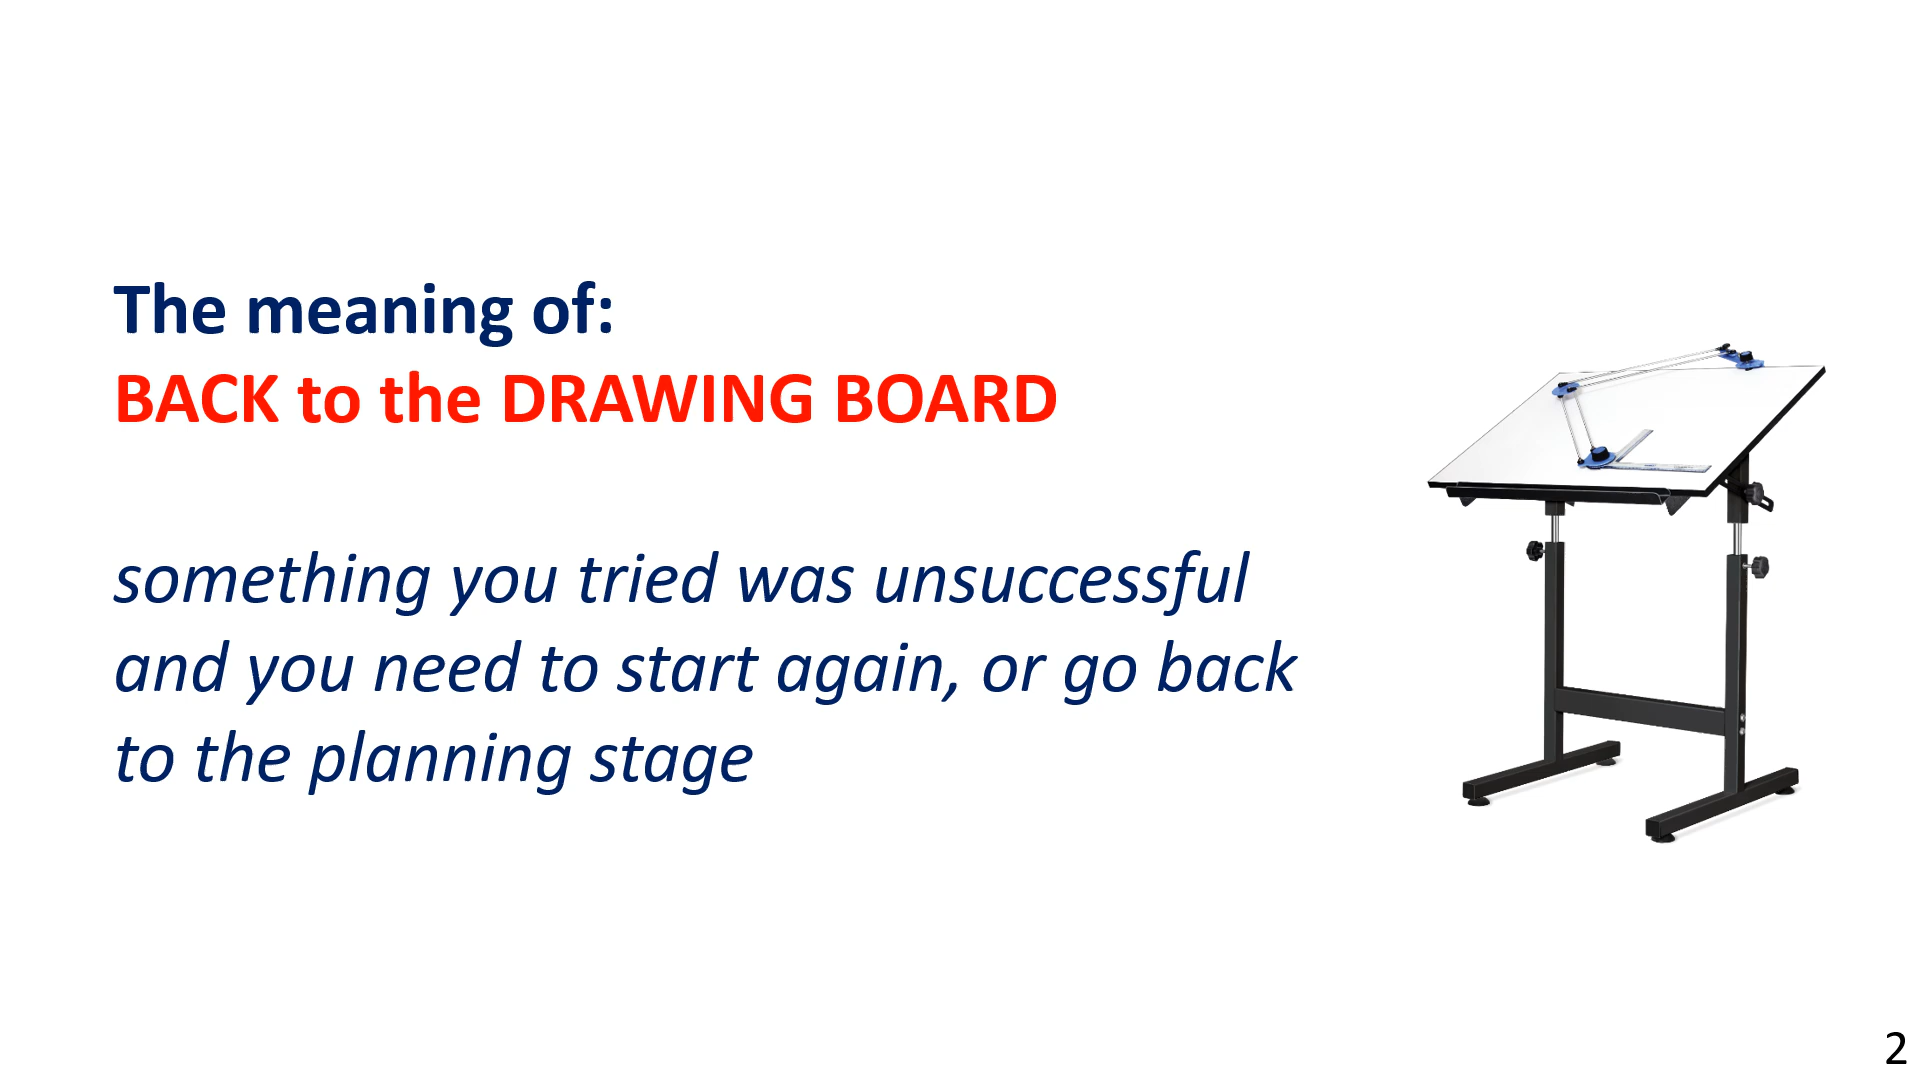 The meaning of:
BACK to the DRAWING BOARD
something you tried was unsuccessful
and you need to start again, or go back
to the planning stage
2